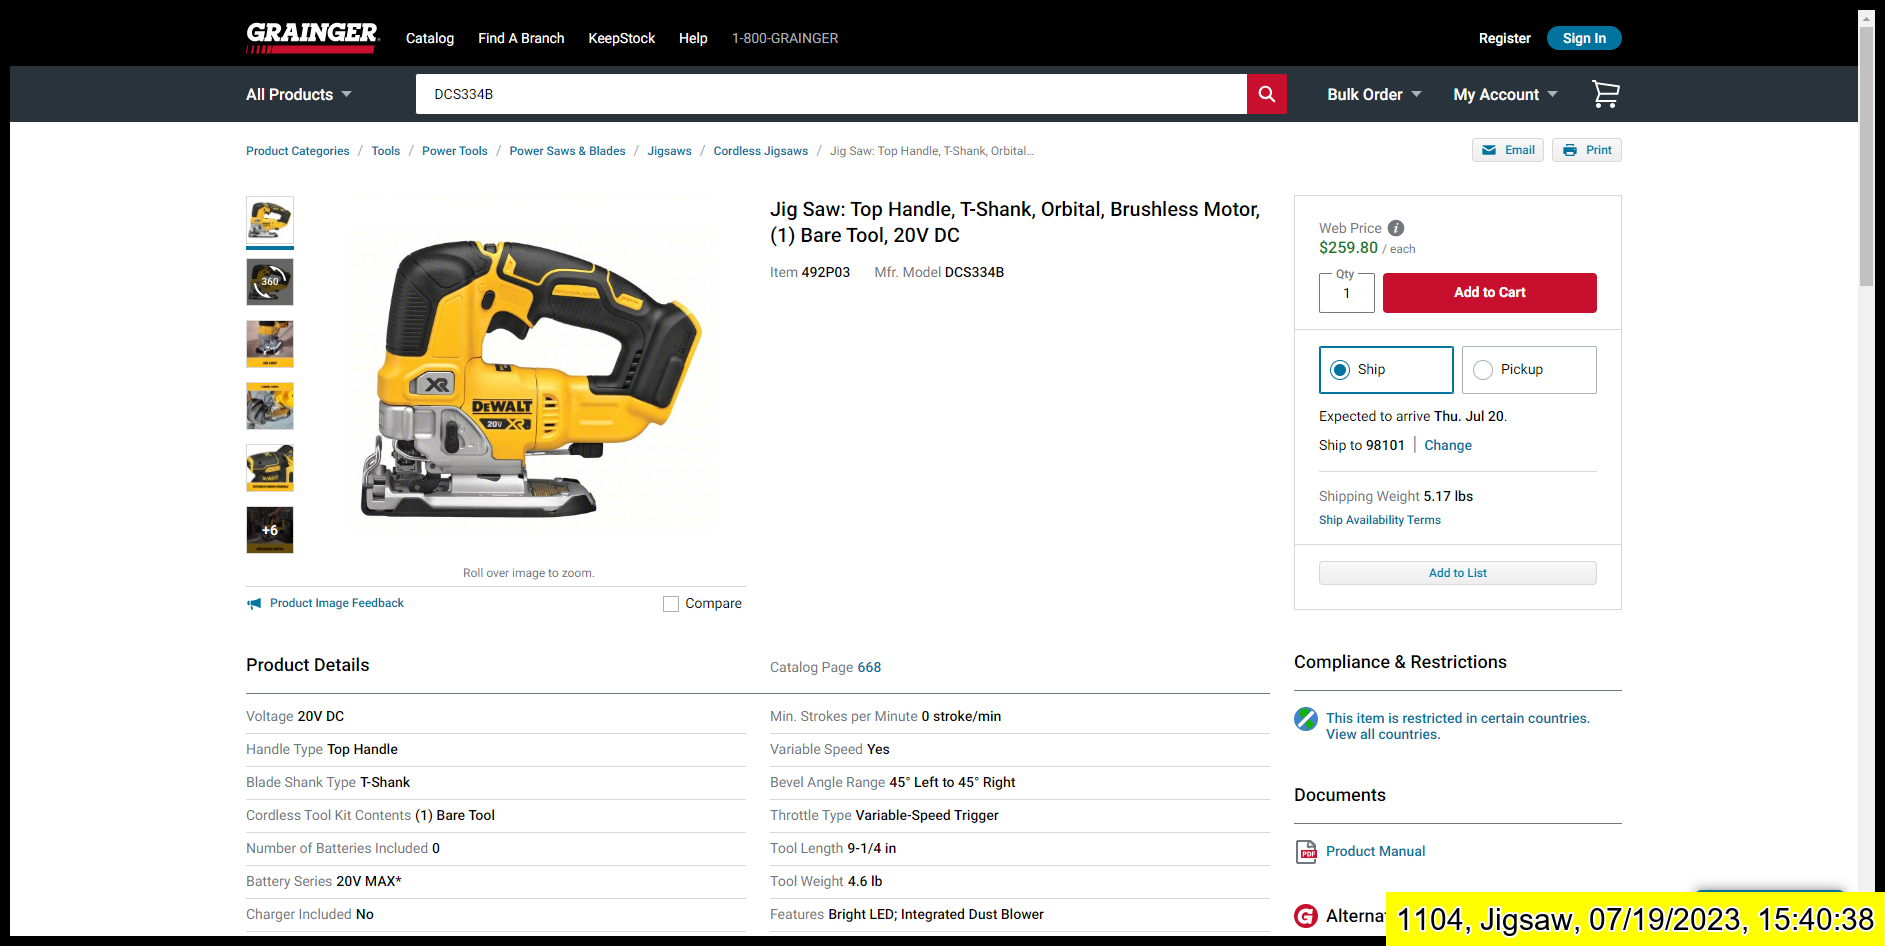 GRAINGER
Catalog
Find A Branch
KeepStock
Help
1-800-GRAINGER
Register
Sign In
All Products
DCS334B
Bulk Order
My Account
Product Categories / Tools / Power Tools / Power Saws & Blades / Jigsaws / Cordless Jigsaws / Jig Saw: Top Handle, T-Shank, Orbital...
Email
Print
360
+6
XR
DEWALT
20V XR
Roll over image to zoom.
Product Image Feedback
Compare
Jig Saw: Top Handle, T-Shank, Orbital, Brushless Motor,
(1) Bare Tool, 20V DC
Item 492P03
Mfr. Model DCS334B
Web Price
$259.80 / each
Qty
1
Add to Cart
Ship
Pickup
Expected to arrive Thu. Jul 20.
Ship to 98101 | Change
Shipping Weight 5.17 lbs
Ship Availability Terms
Add to List
Product Details
Catalog Page 668
Voltage 20V DC
Handle Type Top Handle
Blade Shank Type T-Shank
Cordless Tool Kit Contents (1) Bare Tool
Number of Batteries Included 0
Battery Series 20V MAX*
Charger Included No
Min. Strokes per Minute 0 stroke/min
Variable Speed Yes
Bevel Angle Range 45° Left to 45° Right
Throttle Type Variable-Speed Trigger
Tool Length 9-1/4 in
Tool Weight 4.6 lb
Features Bright LED; Integrated Dust Blower
Compliance & Restrictions
This item is restricted in certain countries.
View all countries.
Documents
PDF
Product Manual
G
Alterna
1104, Jigsaw, 07/19/2023, 15:40:38